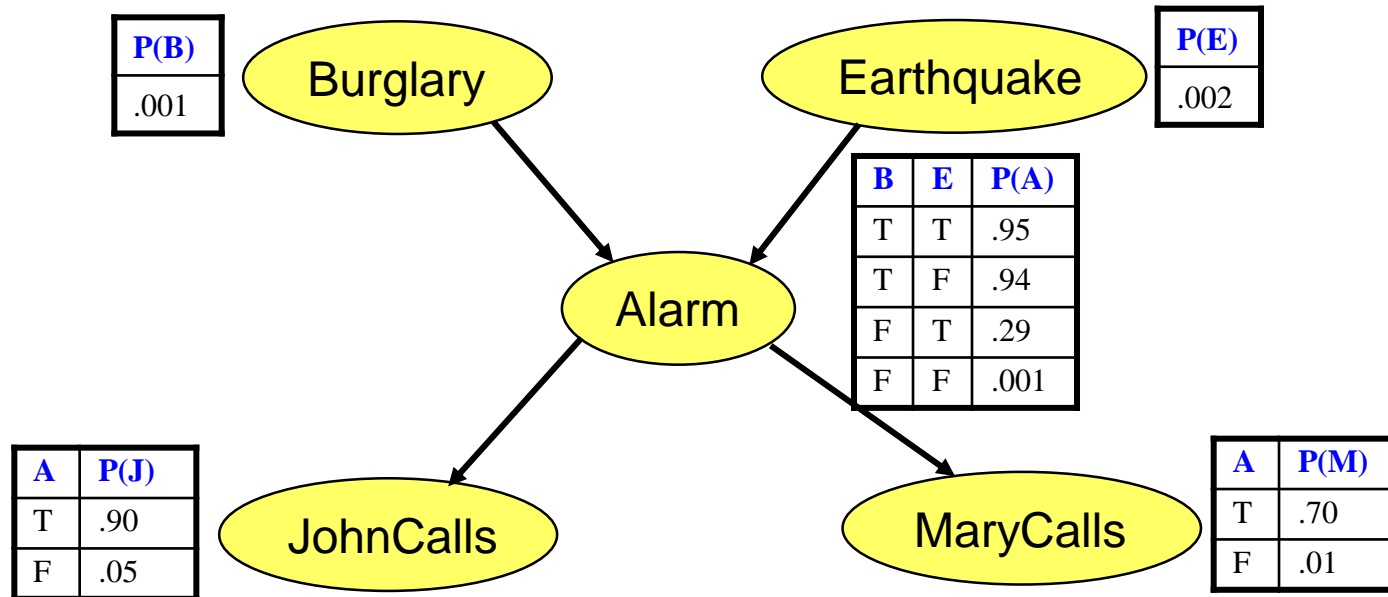 P(B)
.001
Burglary
Earthquake
P(E)
.002
B E P(A)
T T .95
T F .94
F T .29
F F .001
Alarm
A P(J)
T .90
F .05
JohnCalls
MaryCalls
A P(M)
T .70
F .01